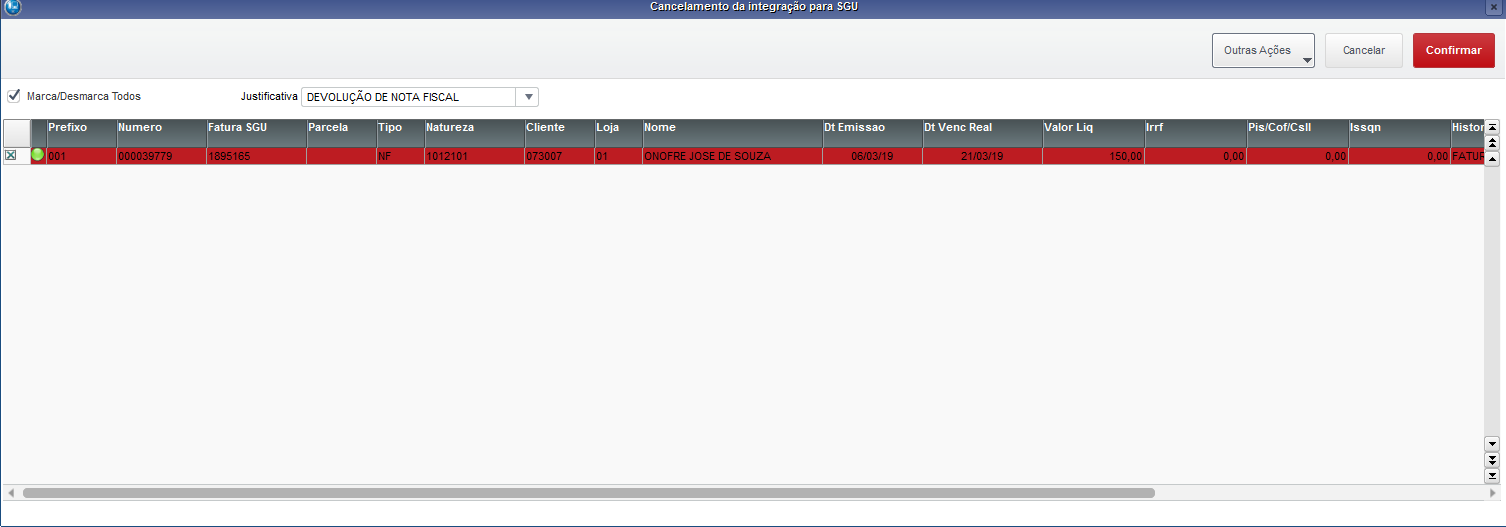 Cancelamento da integração para SGU
Outras Ações Cancelar Confirmar
Marca/Desmarca Todos Justificativa DEVOLUÇÃO DE NOTA FISCAL
Prefixo Numero Fatura SGU Parcela Tipo Natureza Cliente Loja Nome Dt Emissao Dt Venc Real Valor Liq Irrf Pis/Cof/Csll Issqn Histor
001 000039779 1895165 NF 1012101 073007 01 ONOFRE JOSE DE SOUZA 06/03/19 21/03/19 150,00 0,00 0,00 0,00 FATUR